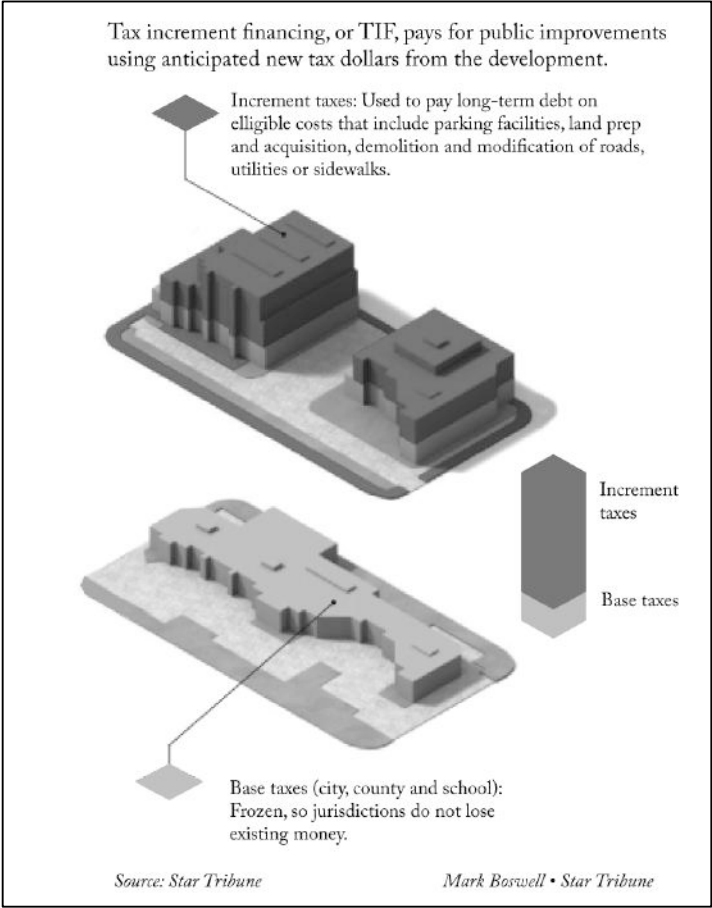 Tax increment financing, or TIF, pays for public improvements
using anticipated new tax dollars from the development.
Increment taxes: Used to pay long-term debt on
elligible costs that include parking facilities, land prep
and acquisition, demolition and modification of roads,
utilities or sidewalks.
Increment
taxes
Base taxes
Base taxes (city, county and school):
Frozen, so jurisdictions do not lose
existing money.
Source: Star Tribune
Mark Boswell • Star Tribune